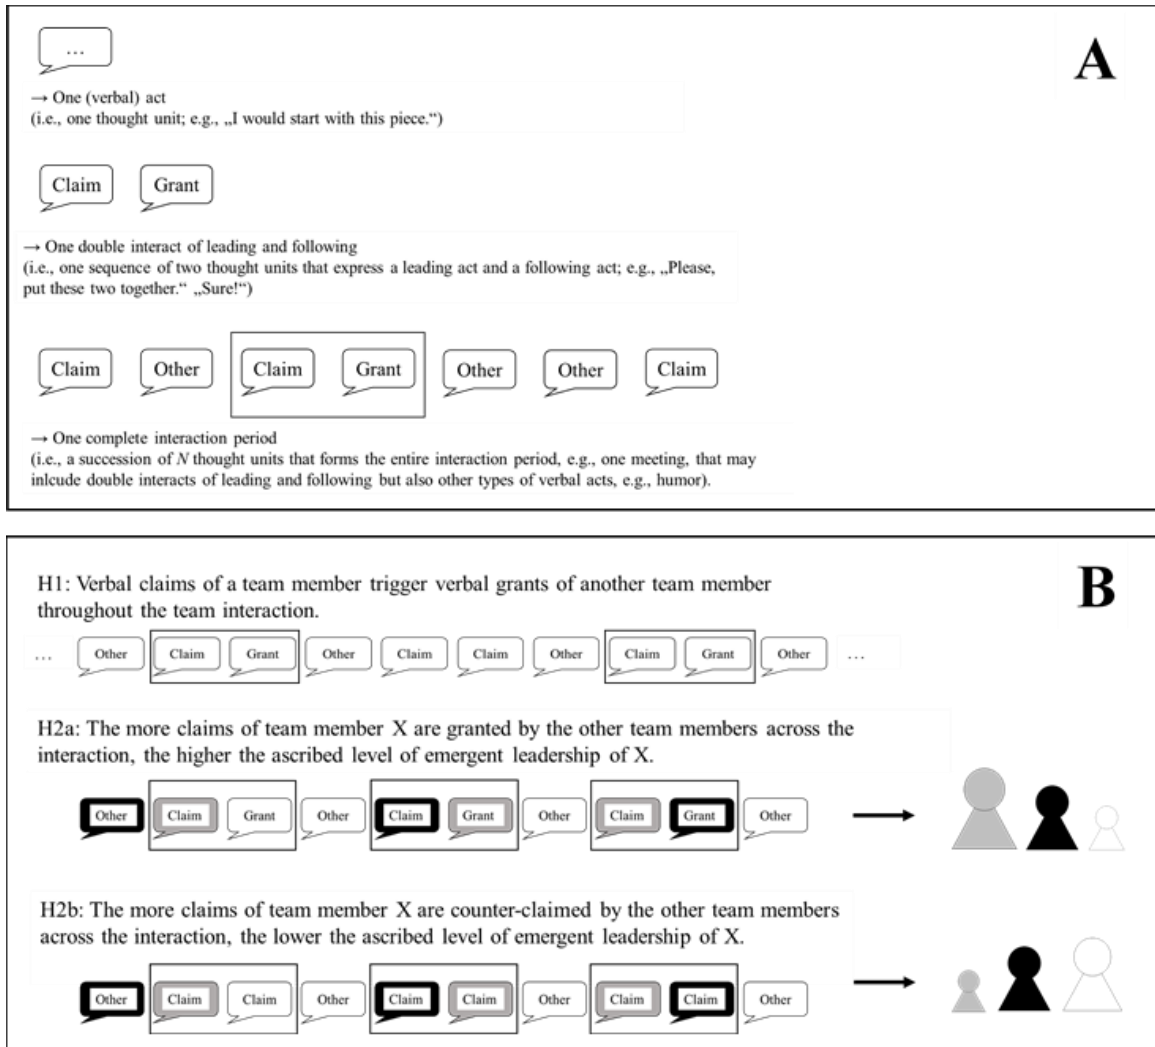 ...
A
→ One (verbal) act
(i.e., one thought unit; e.g., „I would start with this piece.“)
Claim Grant
→ One double interact of leading and following
(i.e., one sequence of two thought units that express a leading act and a following act; e.g., „Please,
put these two together.“ „Sure!“)
Claim Other Claim Grant Other Other Claim
→ One complete interaction period
(i.e., a succession of N thought units that forms the entire interaction period, e.g., one meeting, that may
inlcude double interacts of leading and following but also other types of verbal acts, e.g., humor).
B
H1: Verbal claims of a team member trigger verbal grants of another team member
throughout the team interaction.
... Other Claim Grant Other Claim Claim Other Claim Grant Other ...
H2a: The more claims of team member X are granted by the other team members across the
interaction, the higher the ascribed level of emergent leadership of X.
Other Claim Grant Other Claim Grant Other Claim Grant Other
H2b: The more claims of team member X are counter-claimed by the other team members
across the interaction, the lower the ascribed level of emergent leadership of X.
Other Claim Claim Other Claim Claim Other Claim Claim Other